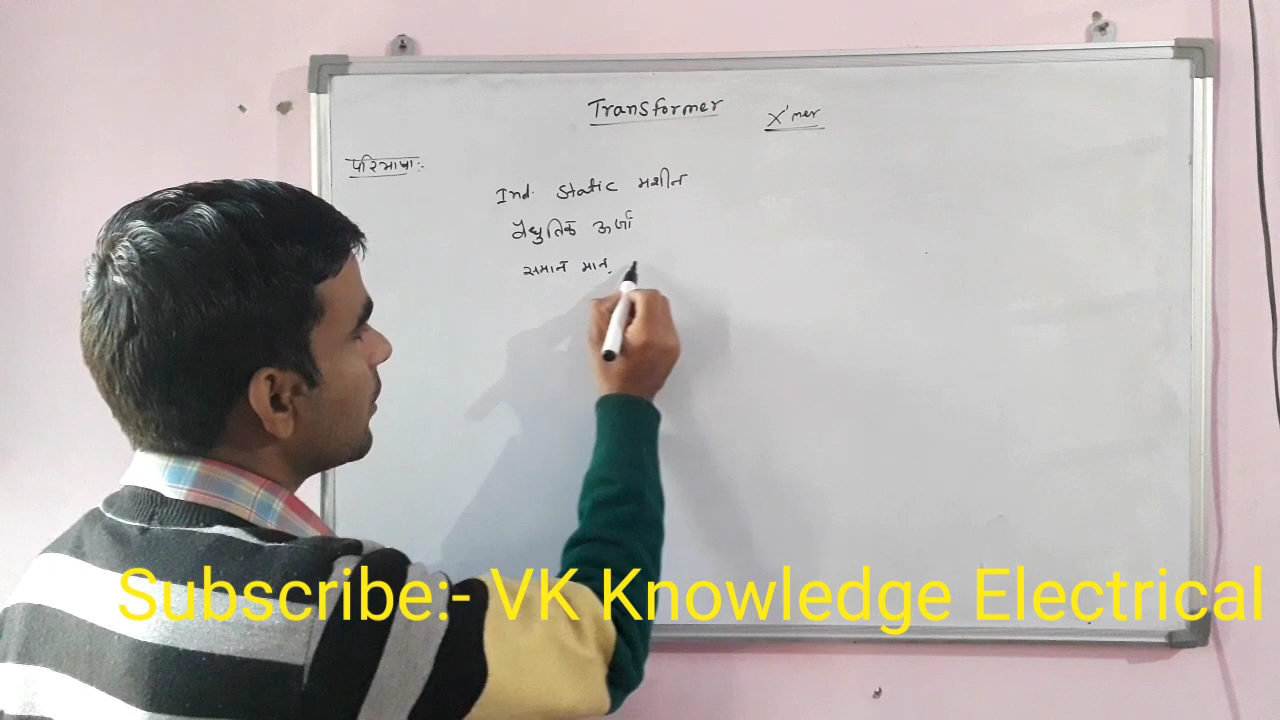 Transformer X'mer
परिभाषा:-
Ind. Static मशीन
वैधुतिक ऊर्जा
समान मान,
Subscribe:- VK Knowledge Electrical